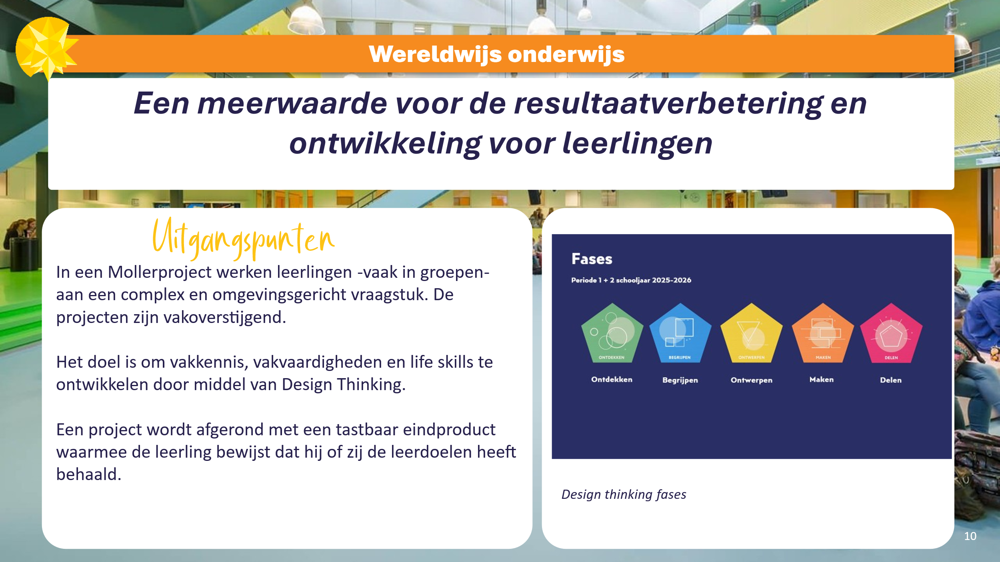 Wereldwijs onderwijs
Een meerwaarde voor de resultaatverbetering en
ontwikkeling voor leerlingen
Uitgangspunten
In een Mollerproject werken leerlingen -vaak in groepen-
aan een complex en omgevingsgericht vraagstuk. De
projecten zijn vakoverstijgend.
Het doel is om vakkennis, vakvaardigheden en life skills te
ontwikkelen door middel van Design Thinking.
Een project wordt afgerond met een tastbaar eindproduct
waarmee de leerling bewijst dat hij of zij de leerdoelen heeft
behaald.
Fases
Periode 1 + 2 schooljaar 2025-2026
ONTDEKKEN BEGRIJPEN ONTWERPEN MAKEN DELEN
Ontdekken Begrijpen Ontwerpen Maken Delen
Design thinking fases
10